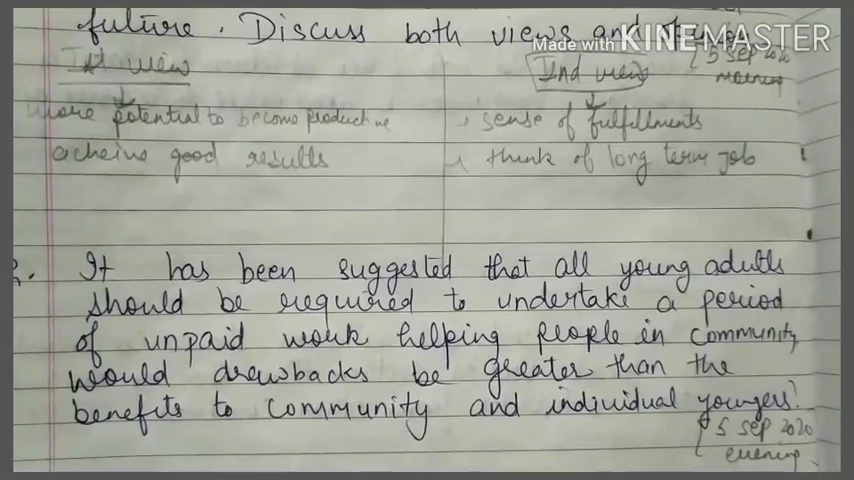 future. Discuss both views and
Made with KINEMASTER
5 Sep 2020
morning
Ist view
IInd view
more potential to become productive
acheive good results
sense of fulfillments
think of long term job
2. It has been suggested that all young adults
should be required to undertake a period
of unpaid work helping people in community
would drawbacks be greater than the
benefits to community and individual youngers?
5 Sep 2020
evening